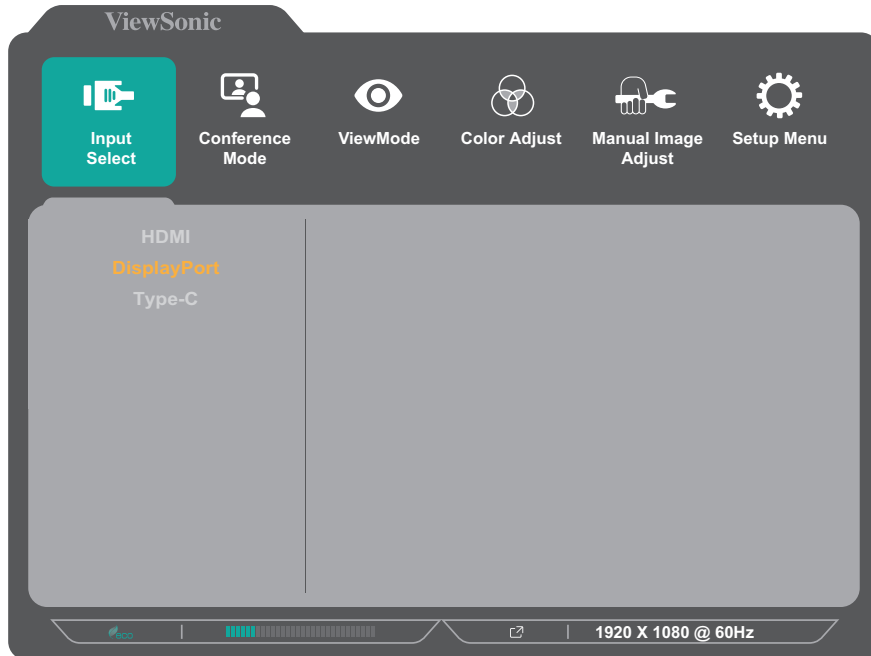 ViewSonic
Input
Select
Conference
Mode
ViewMode
Color Adjust
Manual Image
Adjust
Setup Menu
HDMI
DisplayPort
Type-C
eco
1920 X 1080 @ 60Hz